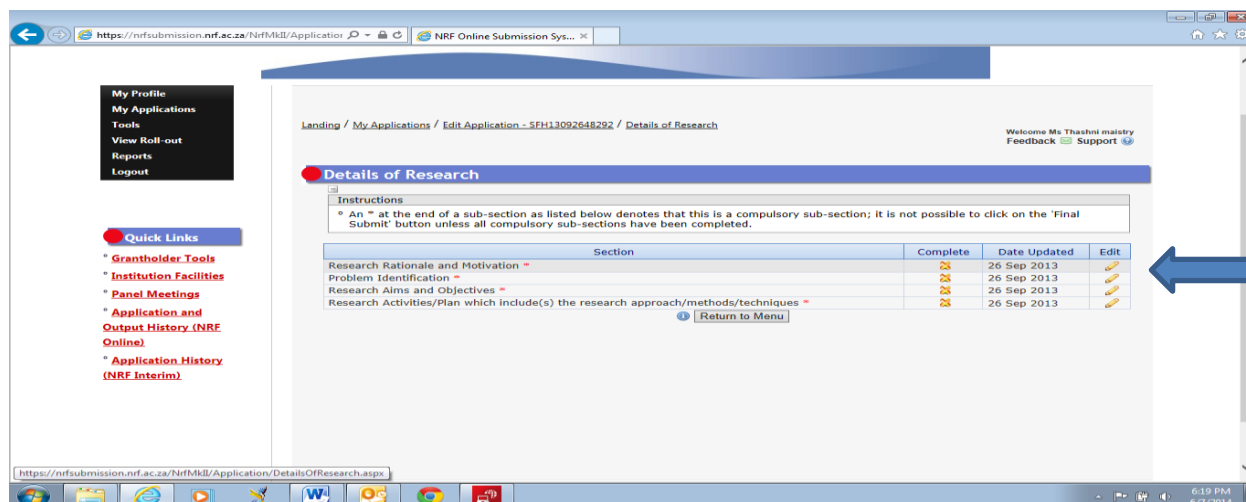 https://nrfsubmission.nrf.ac.za/NrfMkII/Application
NRF Online Submission Sys...
My Profile
My Applications
Tools
View Roll-out
Reports
Logout
Landing / My Applications / Edit Application - SFH13092648292 / Details of Research
Welcome Ms Thashni maistry
Feedback Support
Details of Research
Instructions
° An * at the end of a sub-section as listed below denotes that this is a compulsory sub-section; it is not possible to click on the 'Final
Submit' button unless all compulsory sub-sections have been completed.
Section Complete Date Updated Edit
Research Rationale and Motivation * 26 Sep 2013
Problem Identification * 26 Sep 2013
Research Aims and Objectives * 26 Sep 2013
Research Activities/Plan which include(s) the research approach/methods/techniques * 26 Sep 2013
Return to Menu
Quick Links
° Grantholder Tools
° Institution Facilities
° Panel Meetings
° Application and
Output History (NRF
Online)
° Application History
(NRF Interim)
https://nrfsubmission.nrf.ac.za/NrfMkII/Application/DetailsOfResearch.aspx
6:19 PM